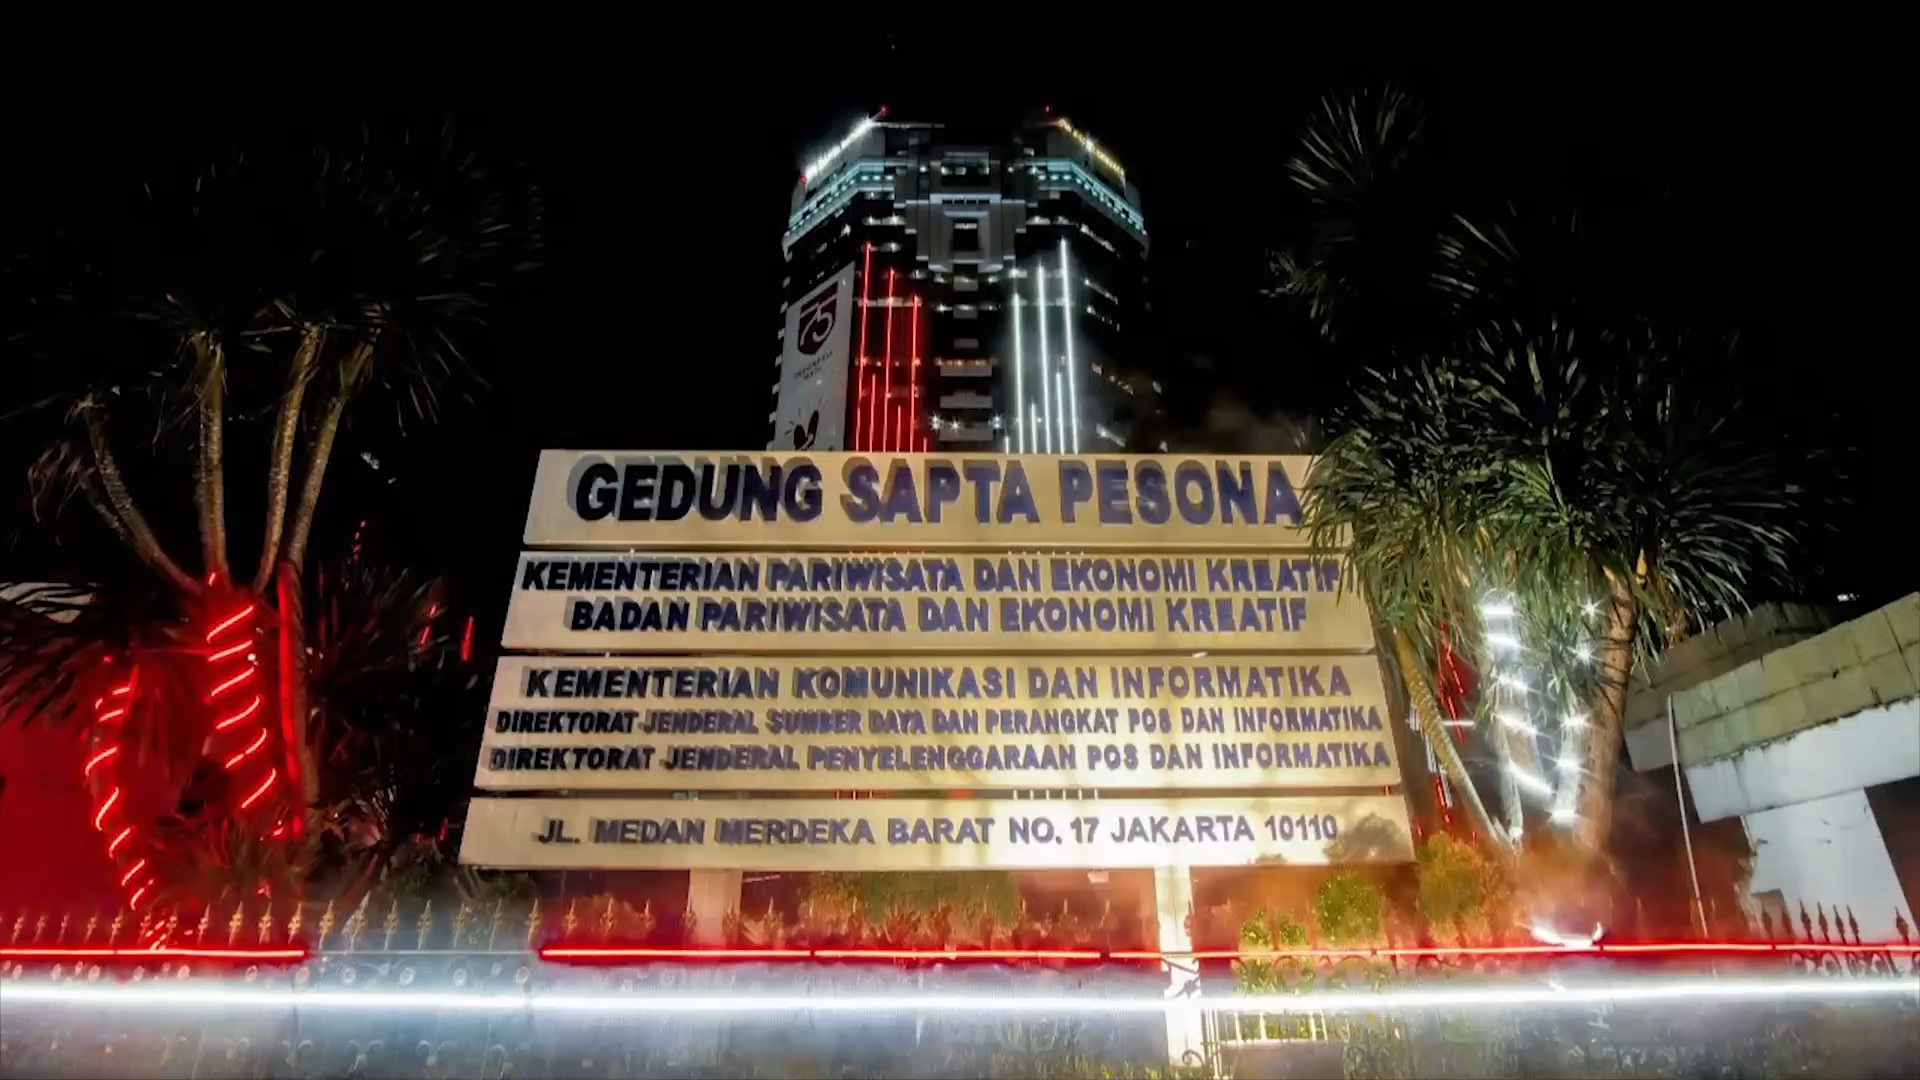 75
GEDUNG SAPTA PESONA
KEMENTERIAN PARIWISATA DAN EKONOMI KREATIF
BADAN PARIWISATA DAN EKONOMI KREATIF
KEMENTERIAN KOMUNIKASI DAN INFORMATIKA
DIREKTORAT JENDERAL SUMBER DAYA DAN PERANGKAT POS DAN INFORMATIKA
DIREKTORAT JENDERAL PENYELENGGARAAN POS DAN INFORMATIKA
JL. MEDAN MERDEKA BARAT NO. 17 JAKARTA 10110